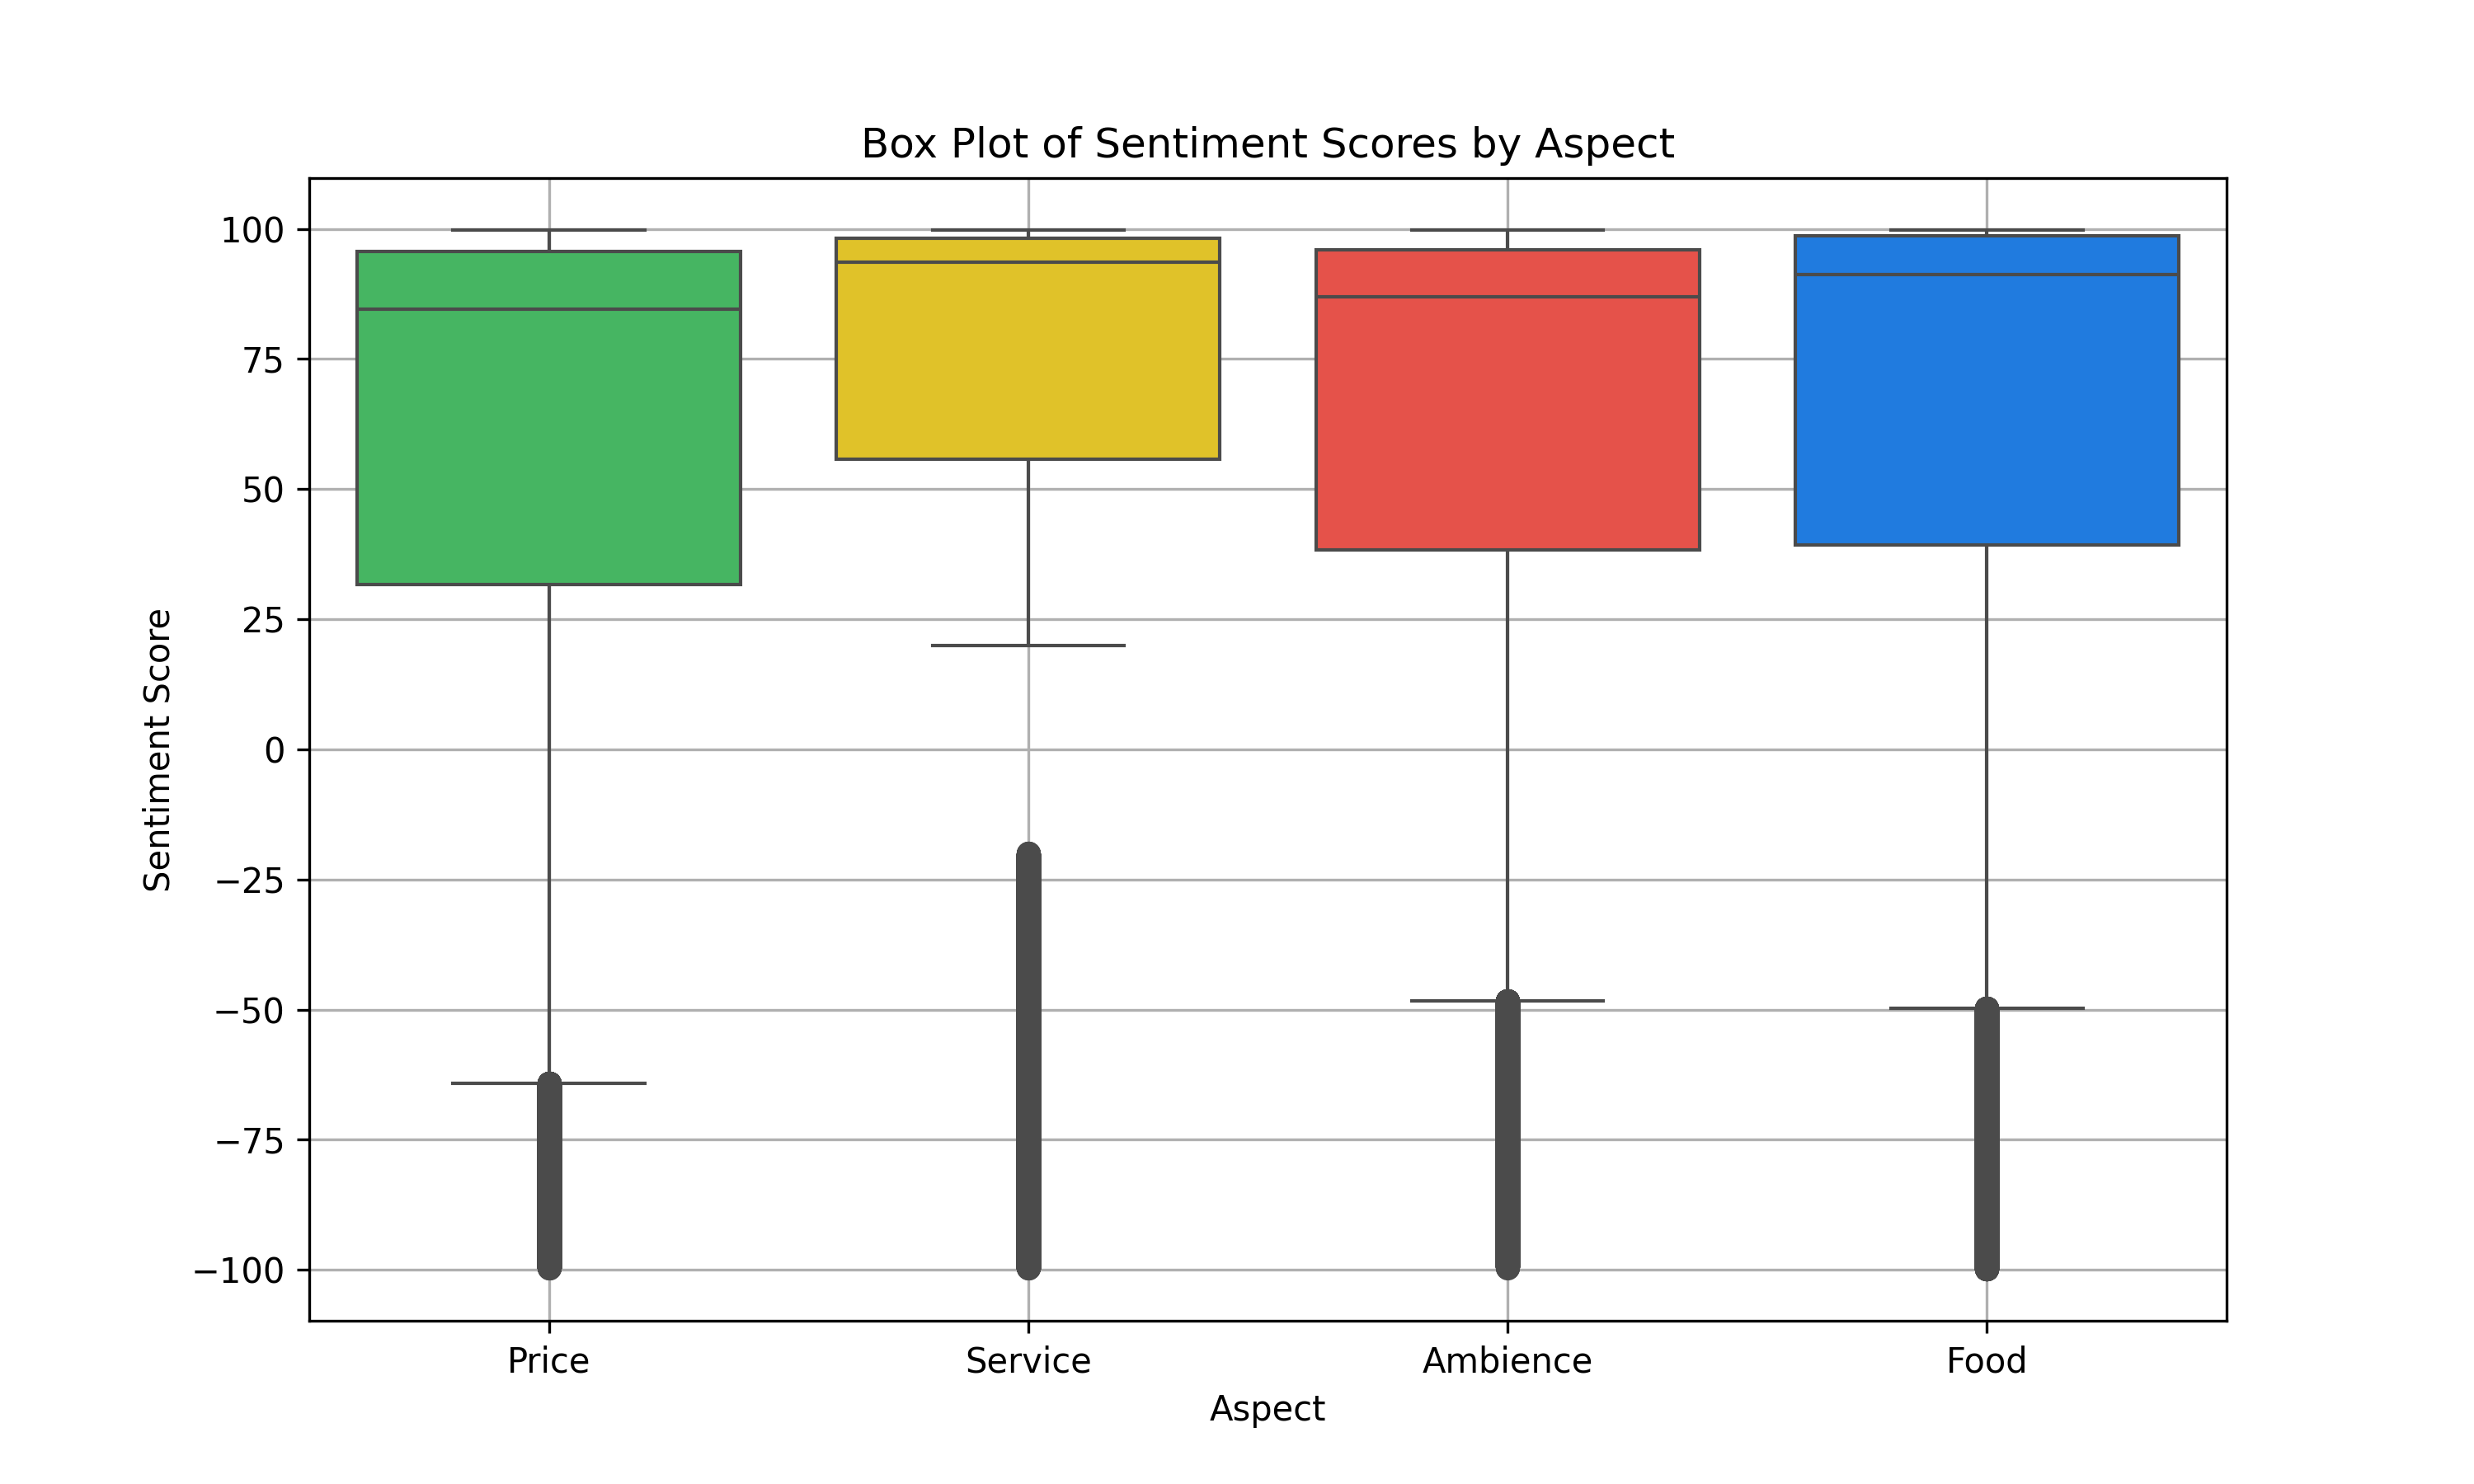 Box Plot of Sentiment Scores by Aspect
100
75
50
25
0
−25
−50
−75
−100
Sentiment Score
Price Service Ambience Food
Aspect